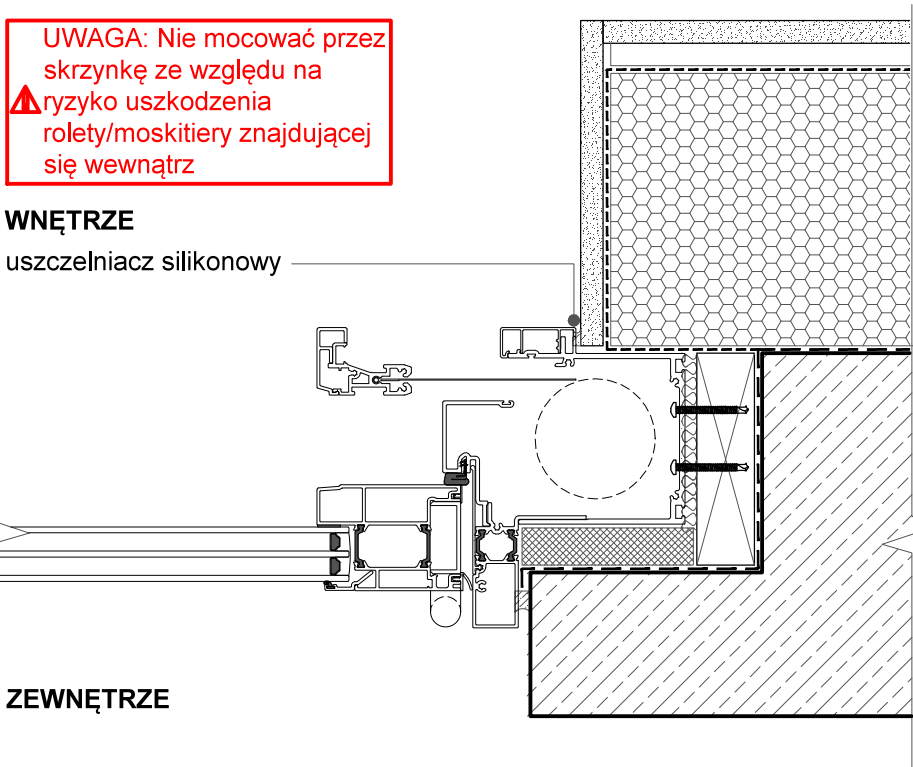 UWAGA: Nie mocować przez
skrzynkę ze względu na
ryzyko uszkodzenia
rolety/moskitiery znajdującej
się wewnątrz
WNĘTRZE
uszczelniacz silikonowy
ZEWNĘTRZE